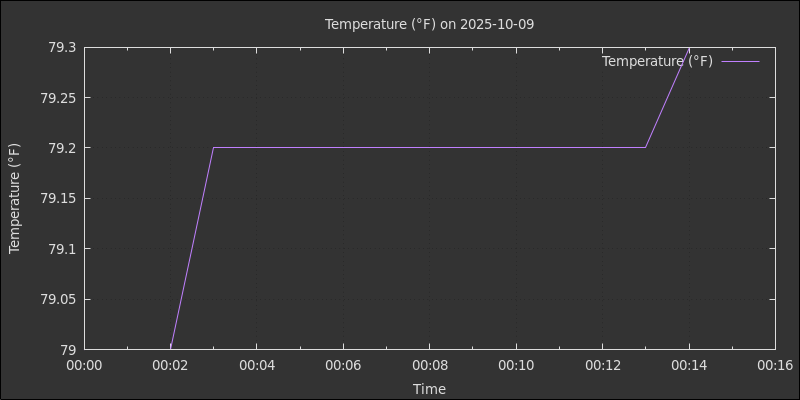 Temperature (°F) on 2025-10-09
Temperature (°F)
79.3
79.25
79.2
79.15
79.1
79.05
79
Temperature (°F)
00:00 00:02 00:04 00:06 00:08 00:10 00:12 00:14 00:16
Time